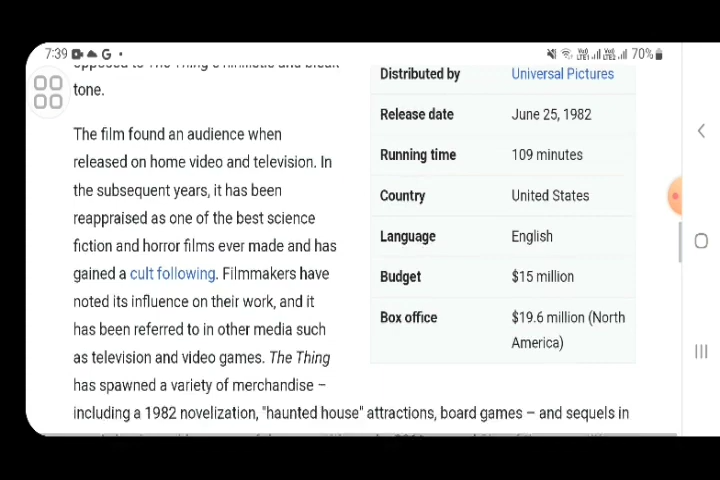 7:39 G 70%
tone.
The film found an audience when
released on home video and television. In
the subsequent years, it has been
reappraised as one of the best science
fiction and horror films ever made and has
gained a cult following. Filmmakers have
noted its influence on their work, and it
has been referred to in other media such
as television and video games. The Thing
has spawned a variety of merchandise –
including a 1982 novelization, "haunted house" attractions, board games – and sequels in
Distributed by Universal Pictures
Release date June 25, 1982
Running time 109 minutes
Country United States
Language English
Budget $15 million
Box office $19.6 million (North
America)